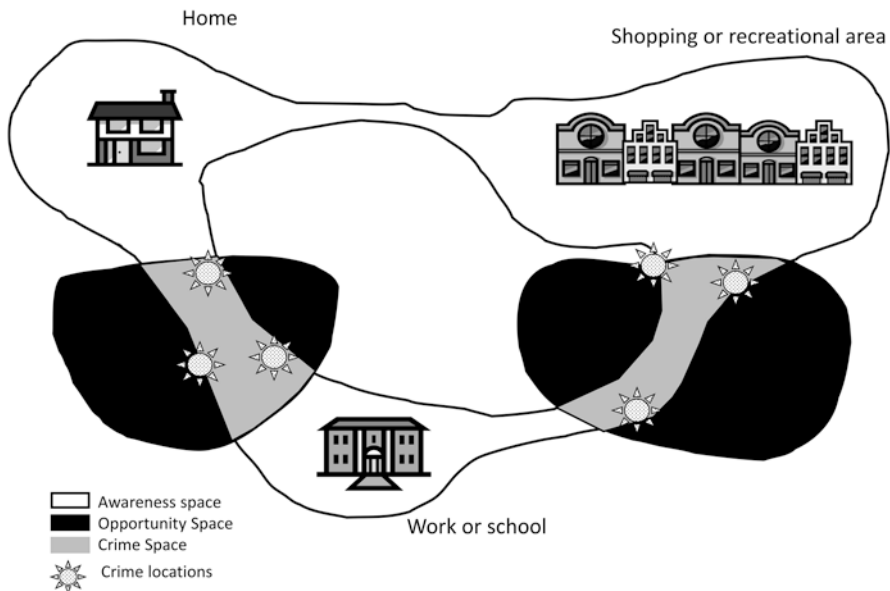 Home
Shopping or recreational area
Work or school
Awareness space
Opportunity Space
Crime Space
Crime locations